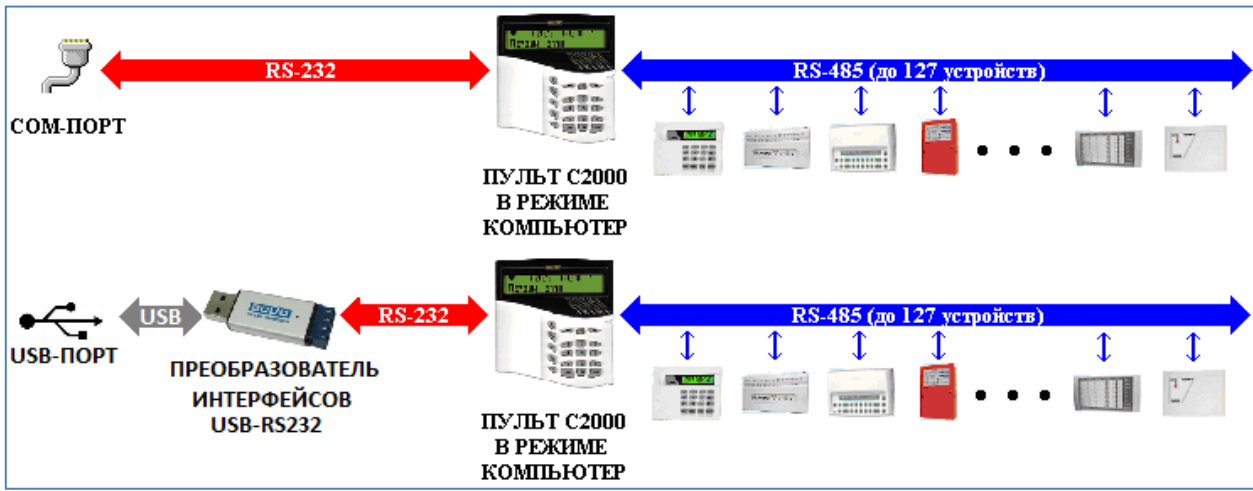 RS-232
RS-485 (до 127 устройств)
COM-ПОРТ
ПУЛЬТ С2000
В РЕЖИМЕ
КОМПЬЮТЕР
USB
RS-232
RS-485 (до 127 устройств)
USB-ПОРТ
ПРЕОБРАЗОВАТЕЛЬ
ИНТЕРФЕЙСОВ
USB-RS232
ПУЛЬТ С2000
В РЕЖИМЕ
КОМПЬЮТЕР